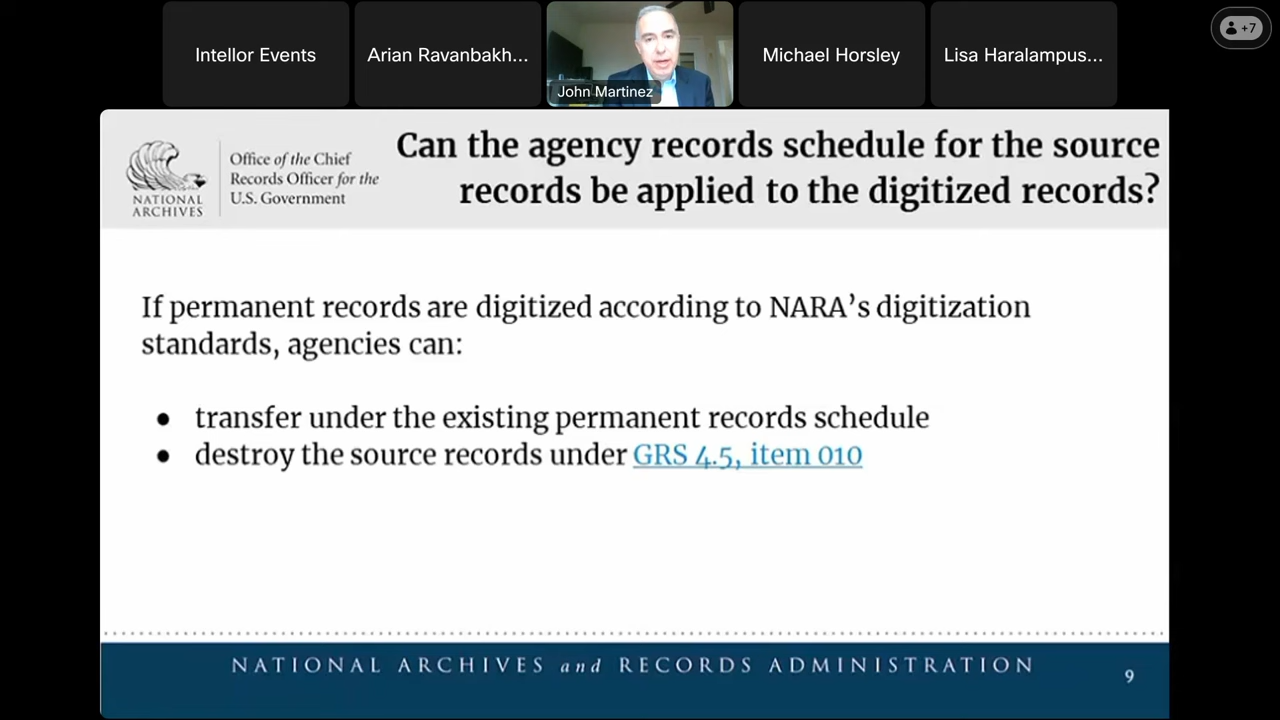 Intellor Events
Arian Ravanbakh...
John Martinez
Michael Horsley
Lisa Haralampus...
+7
NATIONAL
ARCHIVES
Office of the Chief
Records Officer for the
U.S. Government
Can the agency records schedule for the source
records be applied to the digitized records?
If permanent records are digitized according to NARA’s digitization
standards, agencies can:
● transfer under the existing permanent records schedule
● destroy the source records under GRS 4.5, item 010
NATIONAL ARCHIVES and RECORDS ADMINISTRATION
9